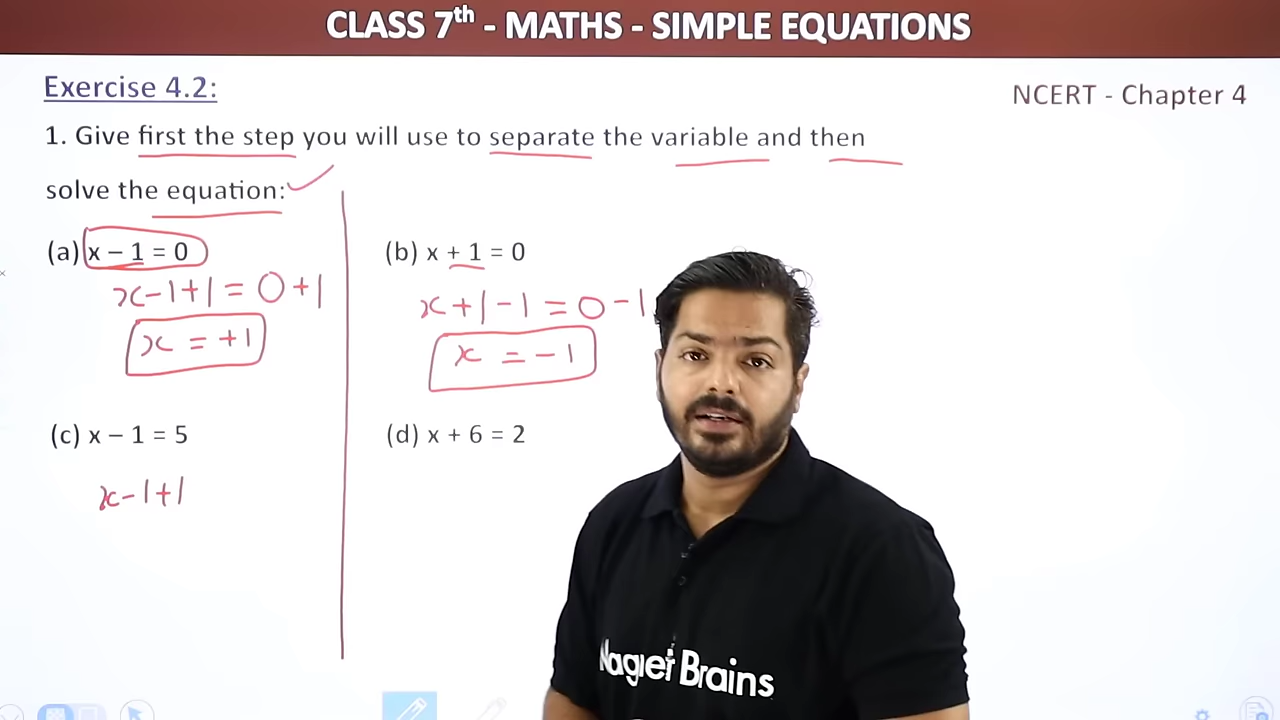 CLASS 7th - MATHS - SIMPLE EQUATIONS
Exercise 4.2:
NCERT - Chapter 4
1. Give first the step you will use to separate the variable and then
solve the equation:
(a) x – 1 = 0
x-1+1 = 0+1
x = +1
(b) x + 1 = 0
x+1-1 = 0-1
x = -1
(c) x – 1 = 5
x-1+1
(d) x + 6 = 2
Magnet Brains